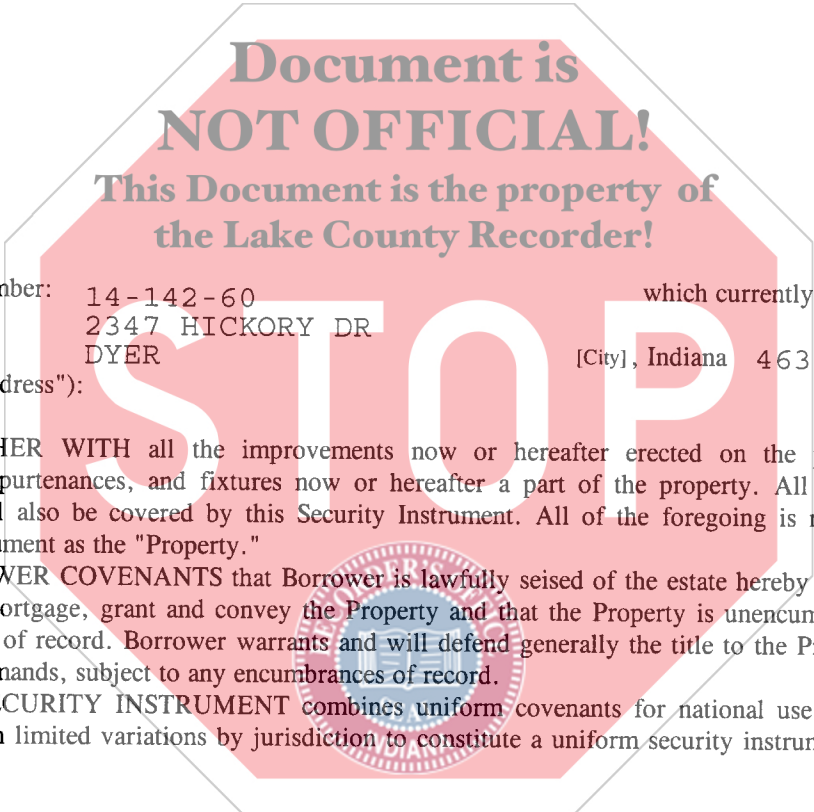 Document is
NOT OFFICIAL!
This Document is the property of
the Lake County Recorder!
nber: 14-142-60 which currently
2347 HICKORY DR
DYER [City], Indiana 463
dress"):
STOP
HER WITH all the improvements now or hereafter erected on the
purtenances, and fixtures now or hereafter a part of the property. All
l also be covered by this Security Instrument. All of the foregoing is
ment as the "Property."
WER COVENANTS that Borrower is lawfully seised of the estate hereby
ortgage, grant and convey the Property and that the Property is unencum
of record. Borrower warrants and will defend generally the title to the P
mands, subject to any encumbrances of record.
CURITY INSTRUMENT combines uniform covenants for national use
limited variations by jurisdiction to constitute a uniform security instrun
SEAL
INDIANA